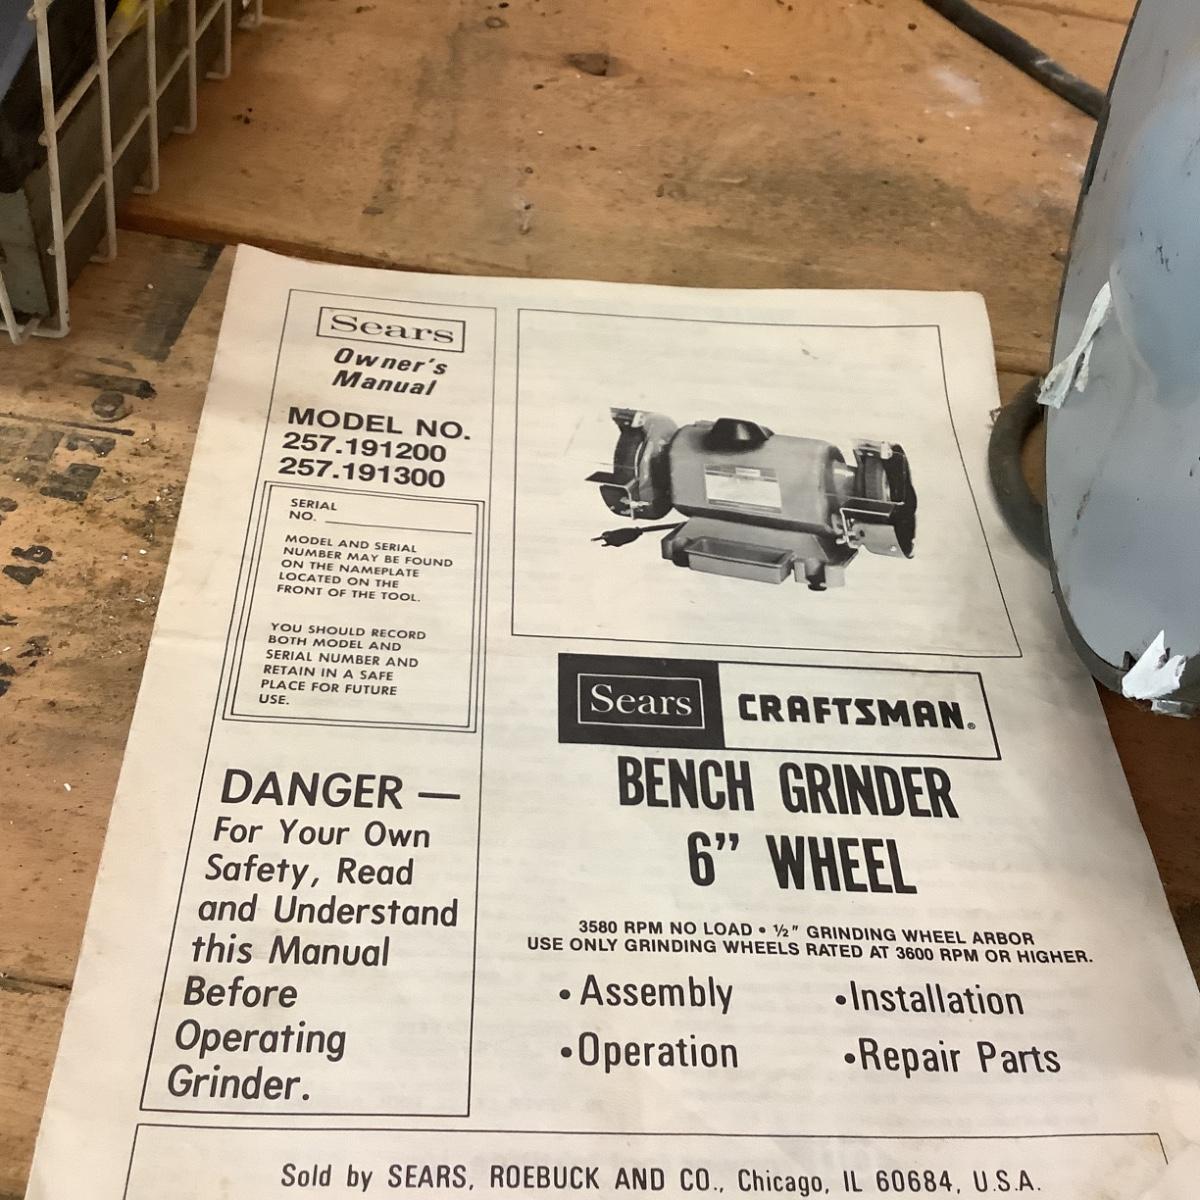 Sears
Owner's
Manual
MODEL NO.
257.191200
257.191300
SERIAL
NO.
MODEL AND SERIAL
NUMBER MAY BE FOUND
ON THE NAMEPLATE
LOCATED ON THE
FRONT OF THE TOOL.
YOU SHOULD RECORD
BOTH MODEL AND
SERIAL NUMBER AND
RETAIN IN A SAFE
PLACE FOR FUTURE
USE.
DANGER —
For Your Own
Safety, Read
and Understand
this Manual
Before
Operating
Grinder.
Sears CRAFTSMAN®
BENCH GRINDER
6” WHEEL
3580 RPM NO LOAD • ½” GRINDING WHEEL ARBOR
USE ONLY GRINDING WHEELS RATED AT 3600 RPM OR HIGHER.
• Assembly
• Installation
• Operation
• Repair Parts
Sold by SEARS, ROEBUCK AND CO., Chicago, IL 60684, U.S.A.